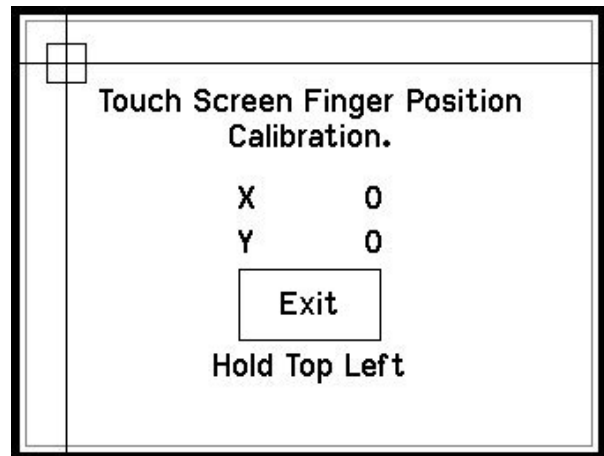 Touch Screen Finger Position
Calibration.
X 0
Y 0
Exit
Hold Top Left